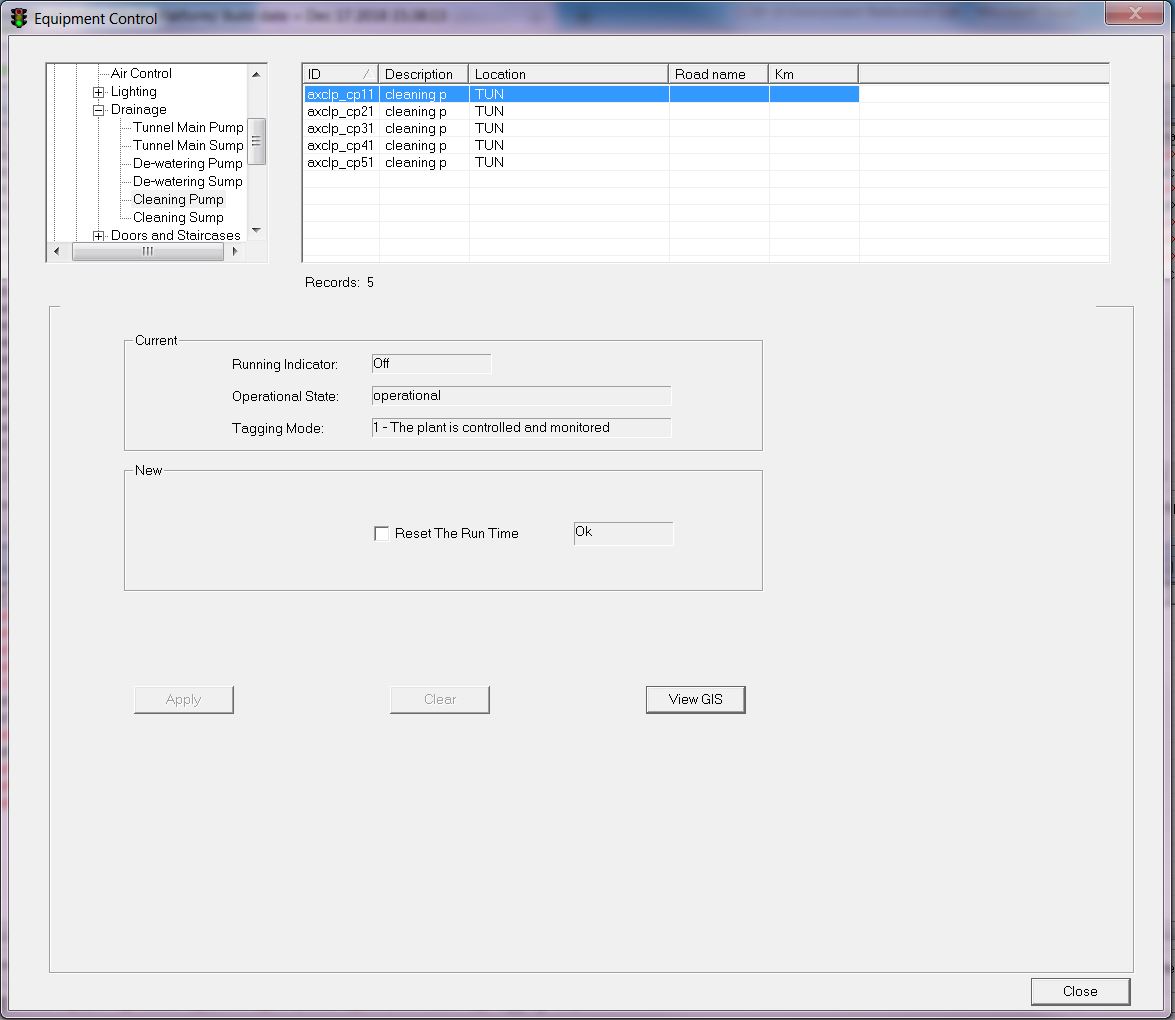 Equipment Control
Air Control
Lighting
Drainage
Tunnel Main Pump
Tunnel Main Sump
De-watering Pump
De-watering Sump
Cleaning Pump
Cleaning Sump
Doors and Staircases
ID Description Location Road name Km
axclp_cp11 cleaning p TUN
axclp_cp21 cleaning p TUN
axclp_cp31 cleaning p TUN
axclp_cp41 cleaning p TUN
axclp_cp51 cleaning p TUN
Records: 5
Current
Running Indicator: Off
Operational State: operational
Tagging Mode: 1 - The plant is controlled and monitored
New
Reset The Run Time Ok
Apply Clear View GIS
Close